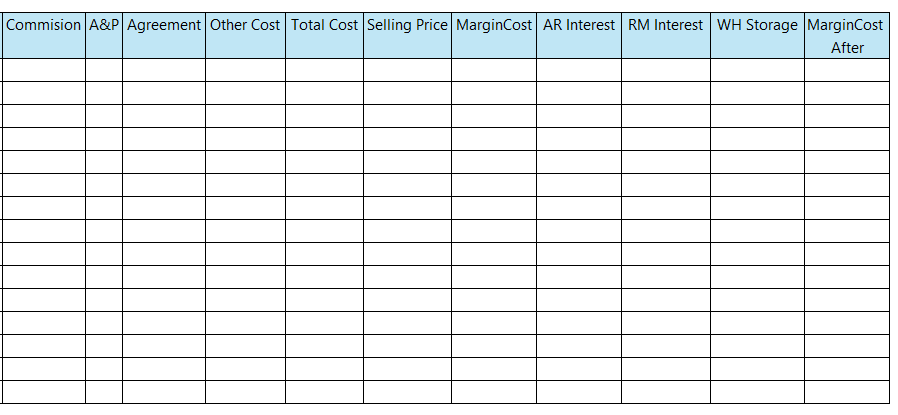 Commision A&P Agreement Other Cost Total Cost Selling Price MarginCost AR Interest RM Interest WH Storage MarginCost
After